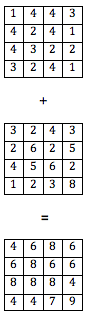 1 4 4 3
4 2 4 1
4 3 2 2
3 2 4 1
+
3 2 4 3
2 6 2 5
4 5 6 2
1 2 3 8
=
4 6 8 6
6 8 6 6
8 8 8 4
4 4 7 9